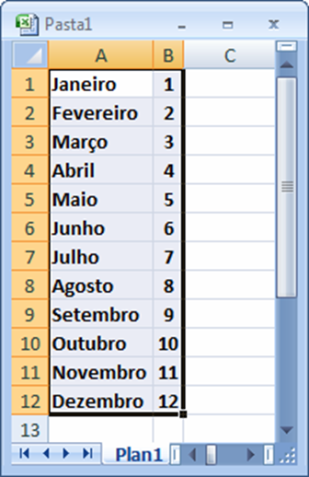 Pasta1
A B C
1 Janeiro 1
2 Fevereiro 2
3 Março 3
4 Abril 4
5 Maio 5
6 Junho 6
7 Julho 7
8 Agosto 8
9 Setembro 9
10 Outubro 10
11 Novembro 11
12 Dezembro 12
13
Plan1